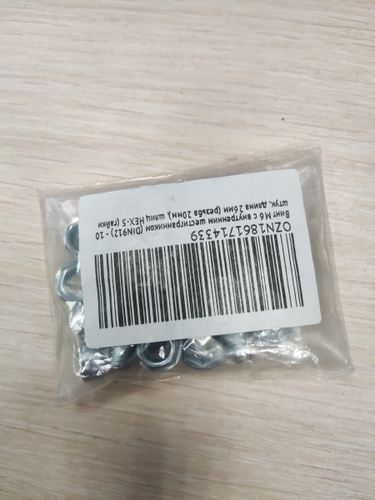 OZN1861714339
Винт М6 с внутренним шестигранником (DIN912) - 10
штук, длина 26мм (резьба 20мм), шлиц HEX-5 (гайки